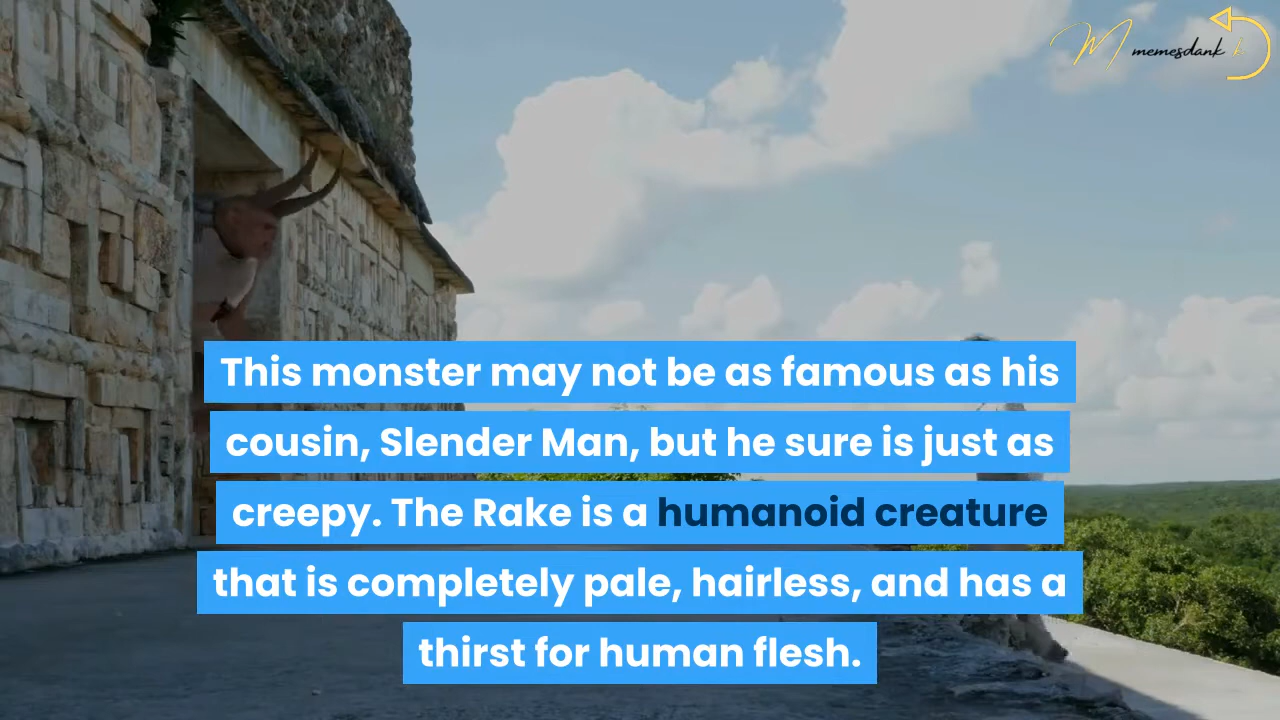 M memesdank
This monster may not be as famous as his
cousin, Slender Man, but he sure is just as
creepy. The Rake is a humanoid creature
that is completely pale, hairless, and has a
thirst for human flesh.